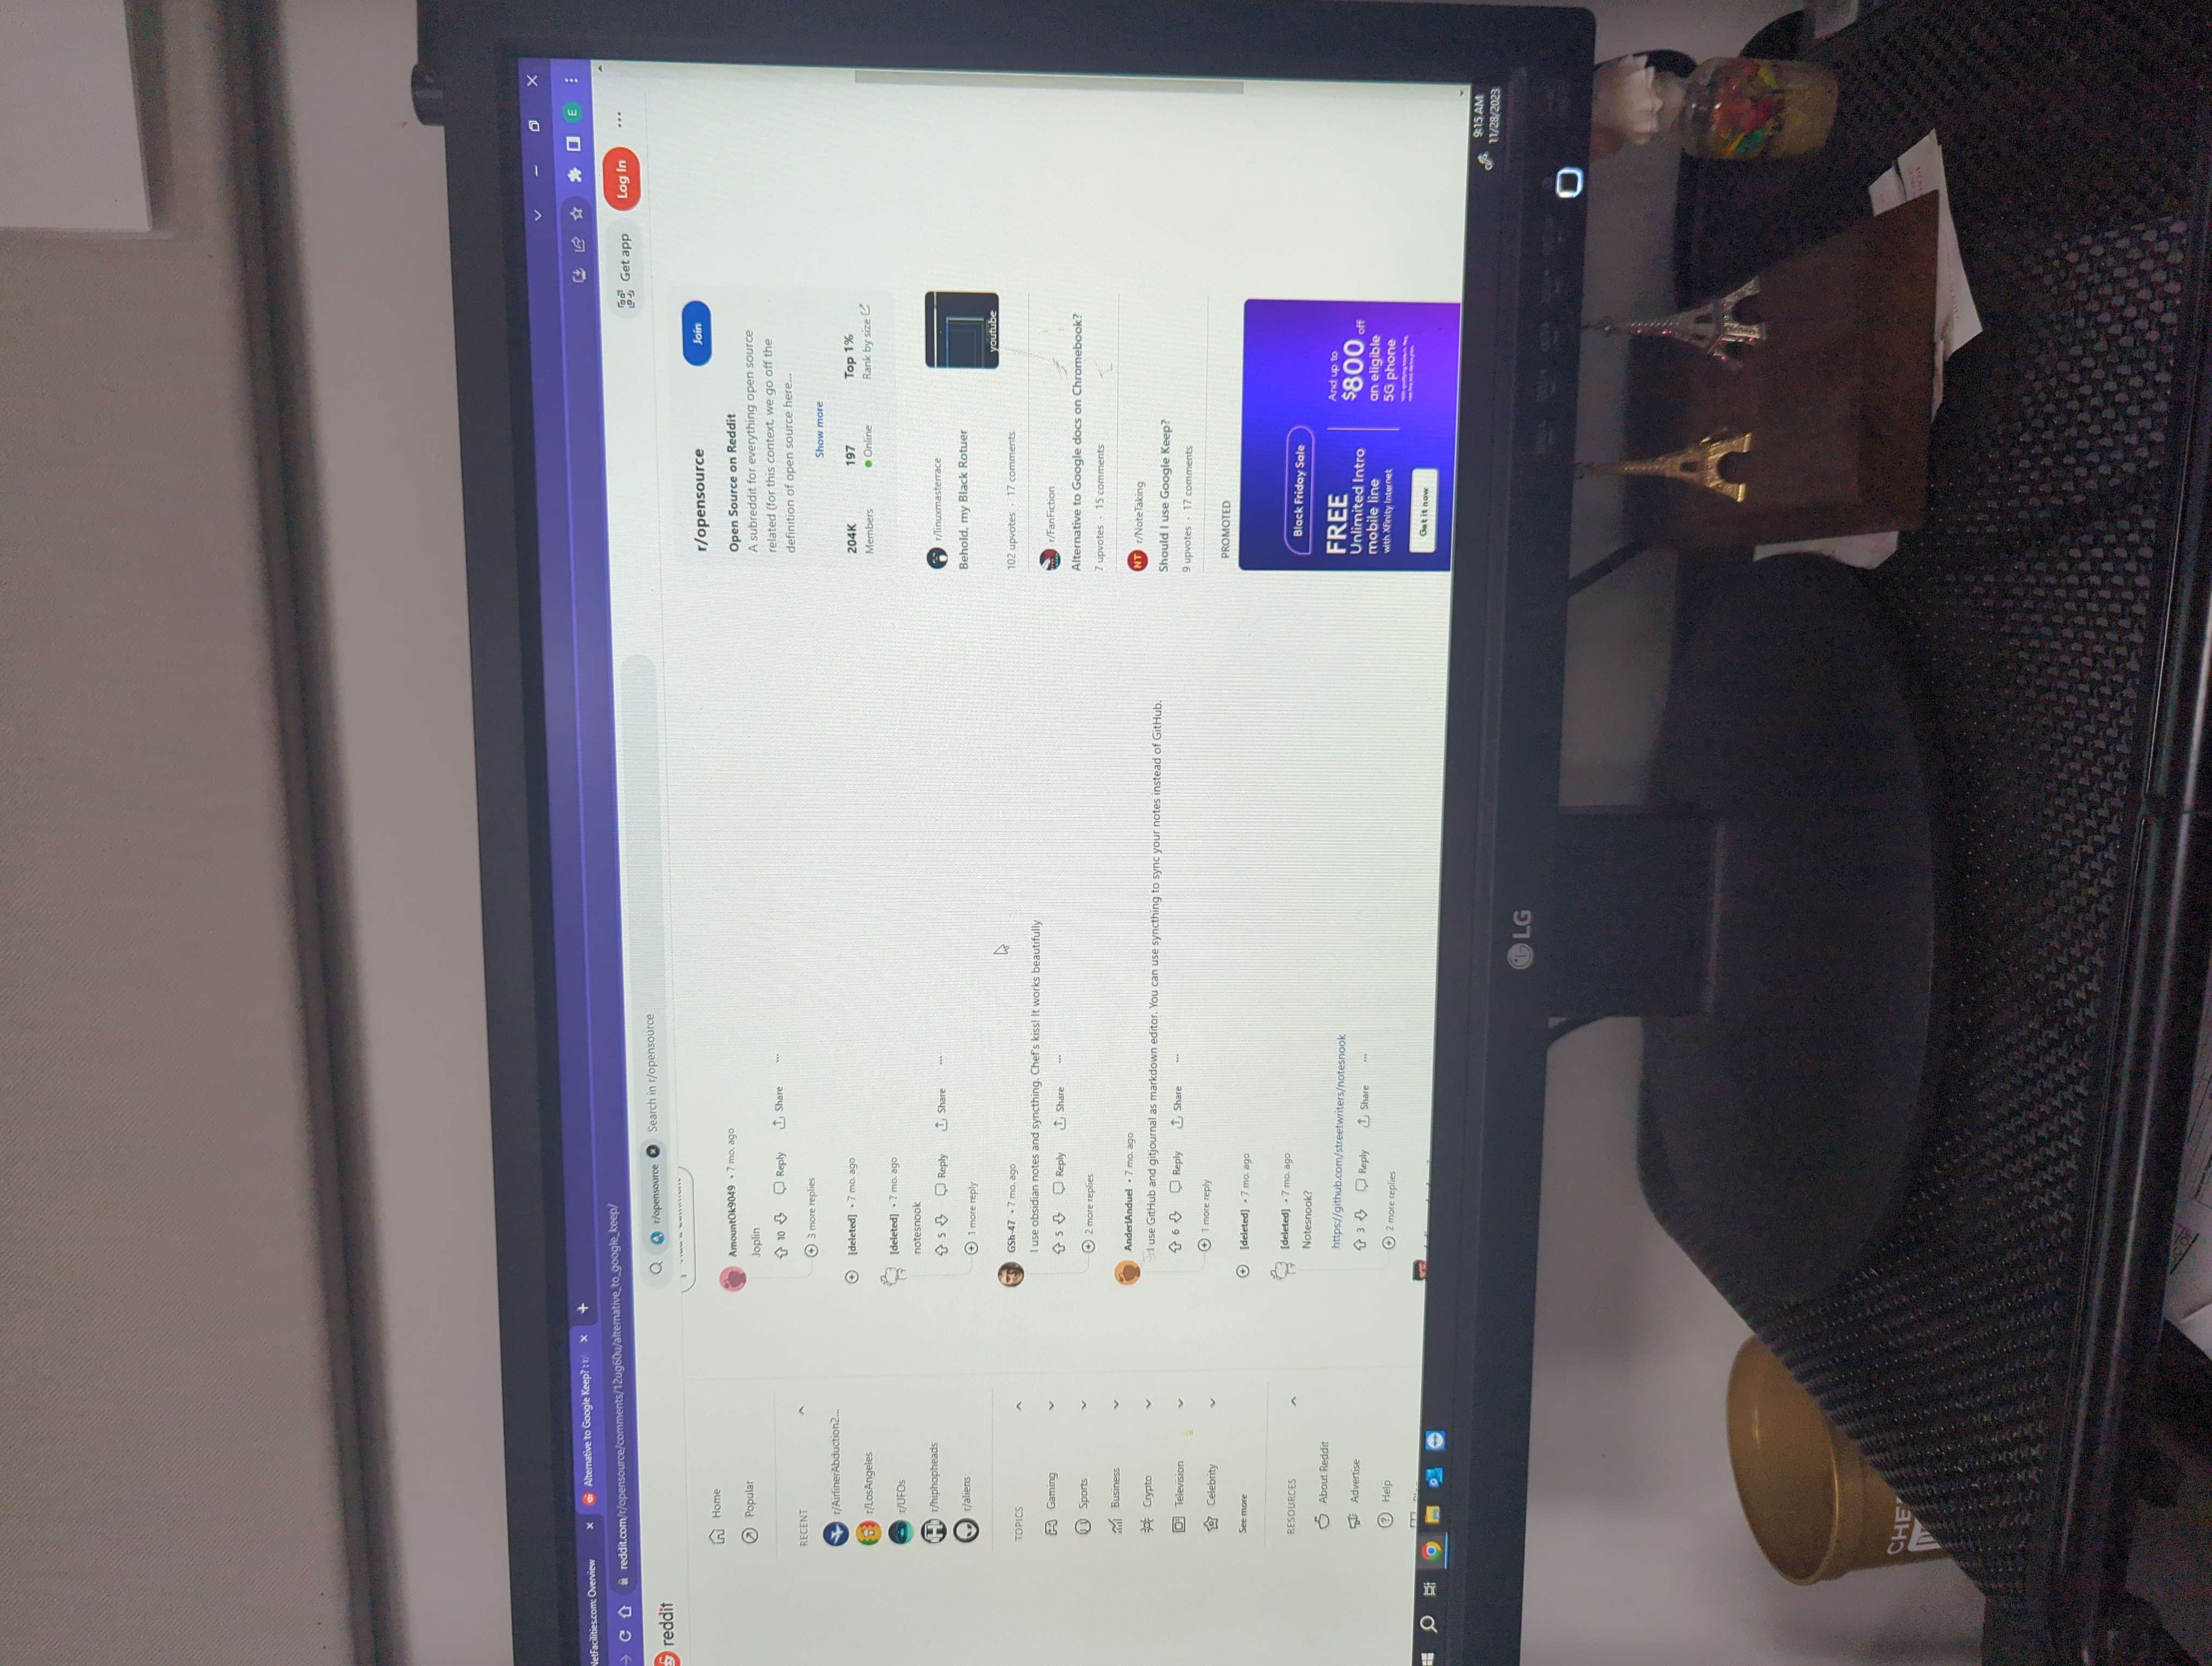 NetFacilities.com: Overview
Alternative to Google Keep? : r/
reddit.com/r/opensource/comments/12ug60u/alternative_to_google_keep/
reddit
r/opensource
Search in r/opensource
Get app
Log In
Home
Popular
RECENT
r/AirlinerAbduction2...
r/LosAngeles
r/UFOs
r/hiphopheads
r/aliens
TOPICS
Gaming
Sports
Business
Crypto
Television
Celebrity
See more
RESOURCES
About Reddit
Advertise
Help
AmountOk9049 • 7 mo. ago
Joplin
10 Reply Share ...
3 more replies
[deleted] • 7 mo. ago
[deleted] • 7 mo. ago
notesnook
5 Reply Share ...
1 more reply
GSh-47 • 7 mo. ago
I use obsidian notes and syncthing. Chef's kiss! It works beautifully
5 Reply Share ...
2 more replies
AnderlAnduel • 7 mo. ago
I use GitHub and gitjournal as markdown editor. You can use syncthing to sync your notes instead of GitHub.
6 Reply Share ...
1 more reply
[deleted] • 7 mo. ago
[deleted] • 7 mo. ago
Notesnook?
https://github.com/streetwriters/notesnook
3 Reply Share ...
2 more replies
r/opensource
Join
Open Source on Reddit
A subreddit for everything open source
related (for this context, we go off the
definition of open source here...
Show more
204K 197 Top 1%
Members Online Rank by size
r/linuxmasterrace
Behold, my Black Rotuer
youtube
102 upvotes · 17 comments
r/FanFiction
Alternative to Google docs on Chromebook?
7 upvotes · 15 comments
NT r/NoteTaking
Should I use Google Keep?
9 upvotes · 17 comments
PROMOTED
Black Friday Sale
FREE
Unlimited Intro
mobile line
with Xfinity Internet
And up to
$800 off
an eligible
5G phone
Get it now
E
9:15 AM
11/28/2023
LG
CHE